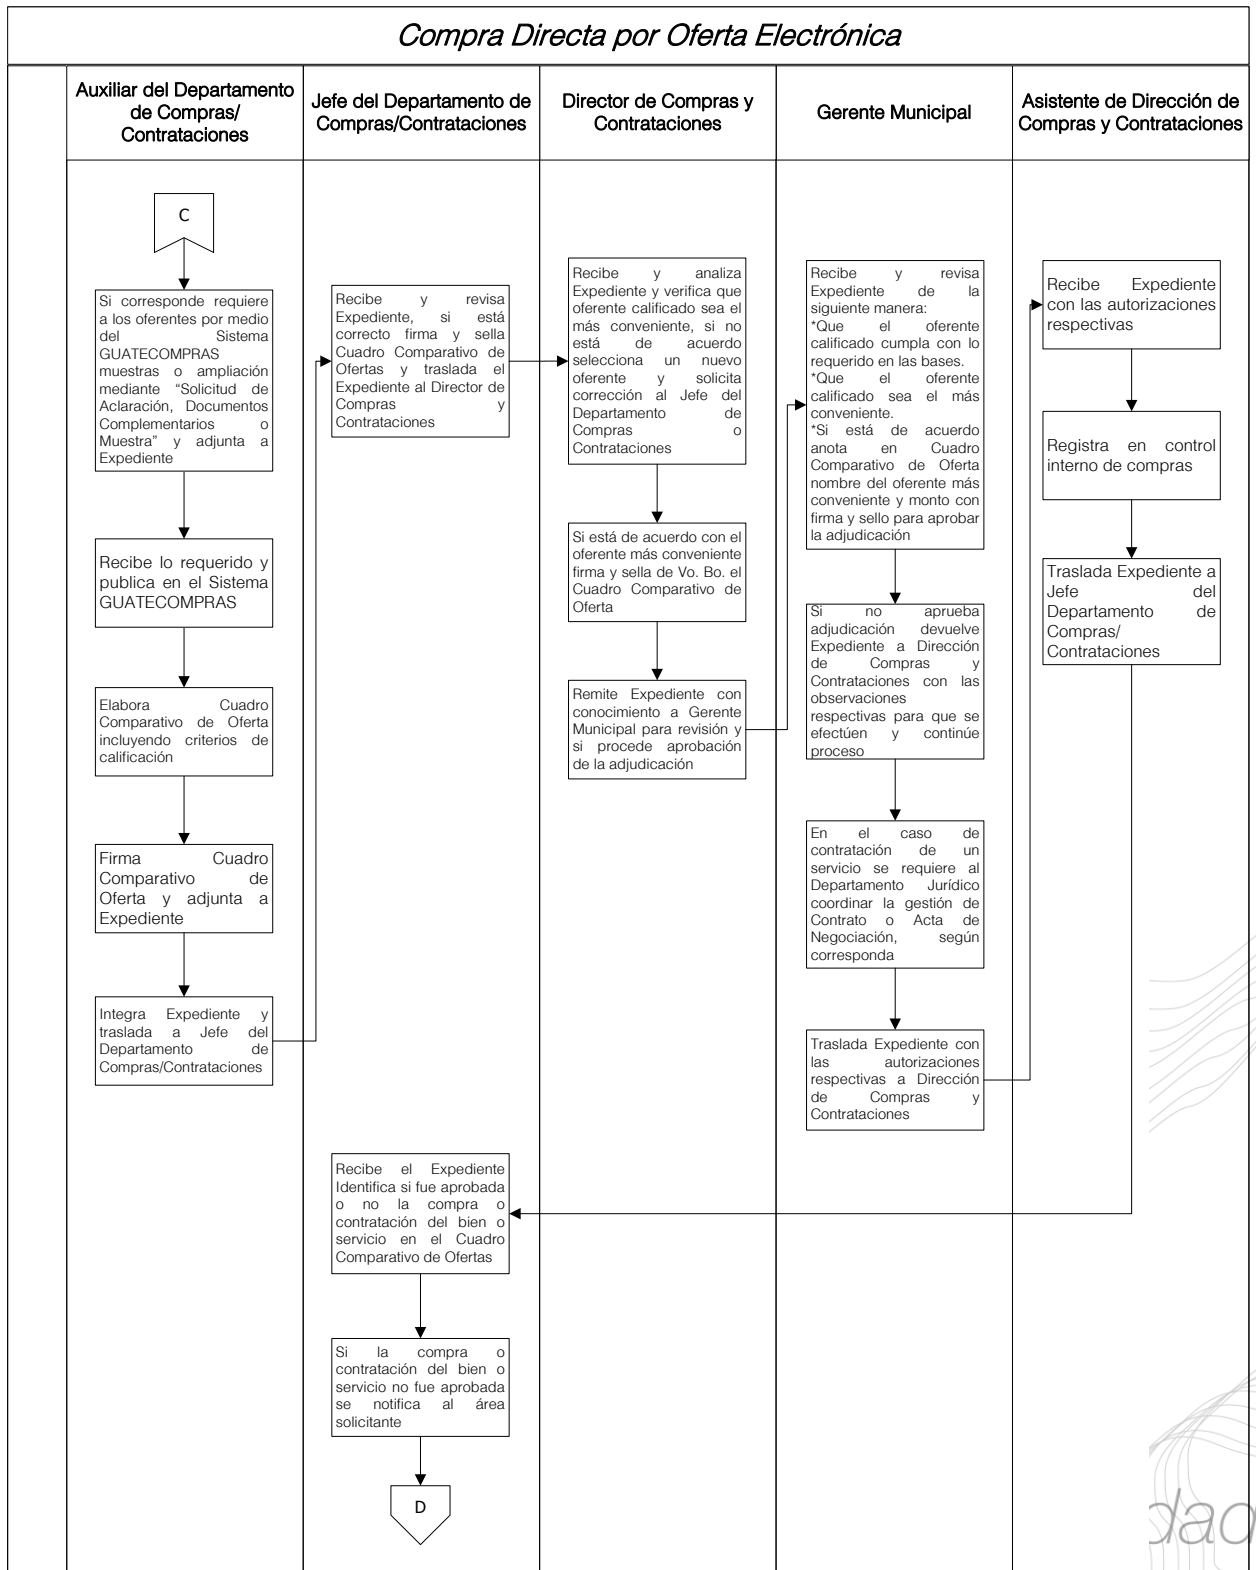 Compra Directa por Oferta Electrónica
Auxiliar del Departamento
de Compras/
Contrataciones
Jefe del Departamento de
Compras/Contrataciones
Director de Compras y
Contrataciones
Gerente Municipal
Asistente de Dirección de
Compras y Contrataciones
C
Si corresponde requiere
a los oferentes por medio
del Sistema
GUATECOMPRAS
muestras o ampliación
mediante “Solicitud de
Aclaración, Documentos
Complementarios o
Muestra” y adjunta a
Expediente
Recibe lo requerido y
publica en el Sistema
GUATECOMPRAS
Elabora Cuadro
Comparativo de Oferta
incluyendo criterios de
calificación
Firma Cuadro
Comparativo de
Oferta y adjunta a
Expediente
Integra Expediente y
traslada a Jefe del
Departamento de
Compras/Contrataciones
Recibe y revisa
Expediente, si está
correcto firma y sella
Cuadro Comparativo de
Ofertas y traslada el
Expediente al Director de
Compras y
Contrataciones
Recibe y analiza
Expediente y verifica que
oferente calificado sea el
más conveniente, si no
está de acuerdo
selecciona un nuevo
oferente y solicita
corrección al Jefe del
Departamento de
Compras o
Contrataciones
Si está de acuerdo con el
oferente más conveniente
firma y sella de Vo. Bo. el
Cuadro Comparativo de
Oferta
Remite Expediente con
conocimiento a Gerente
Municipal para revisión y
si procede aprobación
de la adjudicación
Recibe y revisa
Expediente de la
siguiente manera:
*Que el oferente
calificado cumpla con lo
requerido en las bases.
*Que el oferente
calificado sea el más
conveniente.
*Si está de acuerdo
anota en Cuadro
Comparativo de Oferta
nombre del oferente más
conveniente y monto con
firma y sello para aprobar
la adjudicación
Si no aprueba
adjudicación devuelve
Expediente a Dirección
de Compras y
Contrataciones con las
observaciones
respectivas para que se
efectúen y continúe
proceso
En el caso de
contratación de un
servicio se requiere al
Departamento Jurídico
coordinar la gestión de
Contrato o Acta de
Negociación, según
corresponda
Traslada Expediente con
las autorizaciones
respectivas a Dirección
de Compras y
Contrataciones
Recibe Expediente
con las autorizaciones
respectivas
Registra en control
interno de compras
Traslada Expediente a
Jefe del
Departamento de
Compras/
Contrataciones
Recibe el Expediente
Identifica si fue aprobada
o no la compra o
contratación del bien o
servicio en el Cuadro
Comparativo de Ofertas
Si la compra o
contratación del bien o
servicio no fue aprobada
se notifica al área
solicitante
D
dad